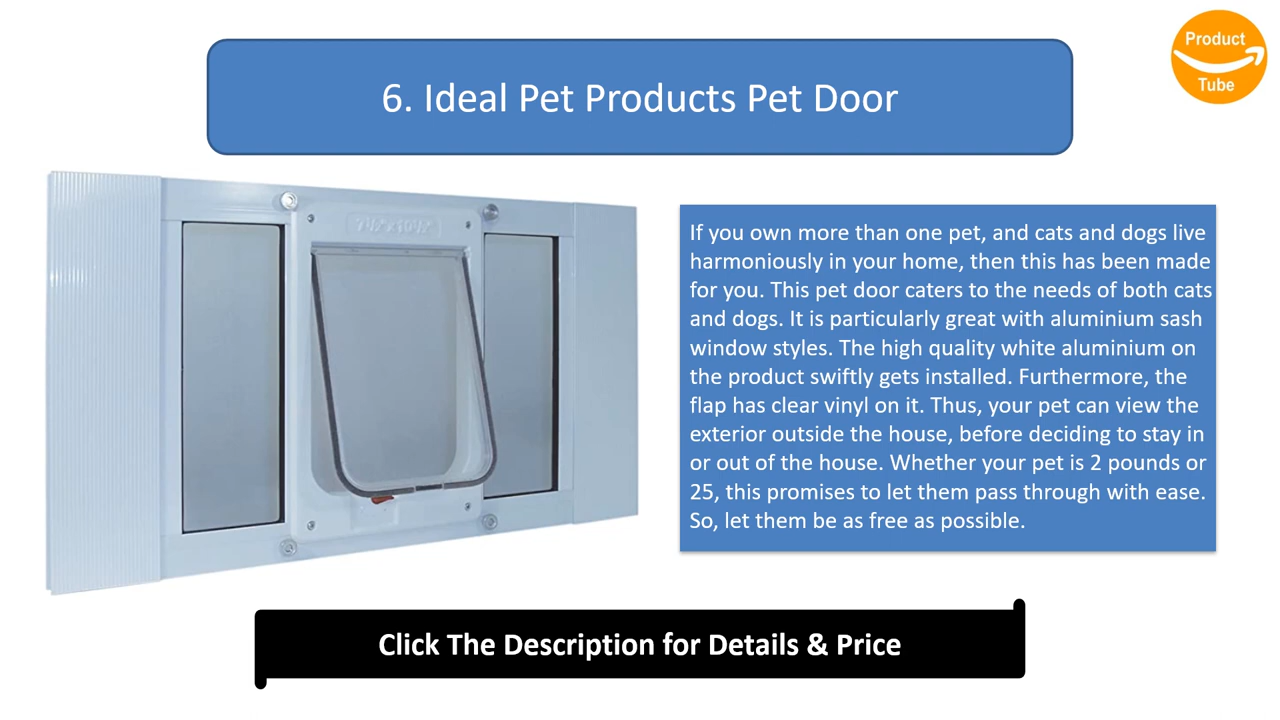 Product
Tube
6. Ideal Pet Products Pet Door
If you own more than one pet, and cats and dogs live
harmoniously in your home, then this has been made
for you. This pet door caters to the needs of both cats
and dogs. It is particularly great with aluminium sash
window styles. The high quality white aluminium on
the product swiftly gets installed. Furthermore, the
flap has clear vinyl on it. Thus, your pet can view the
exterior outside the house, before deciding to stay in
or out of the house. Whether your pet is 2 pounds or
25, this promises to let them pass through with ease.
So, let them be as free as possible.
Click The Description for Details & Price